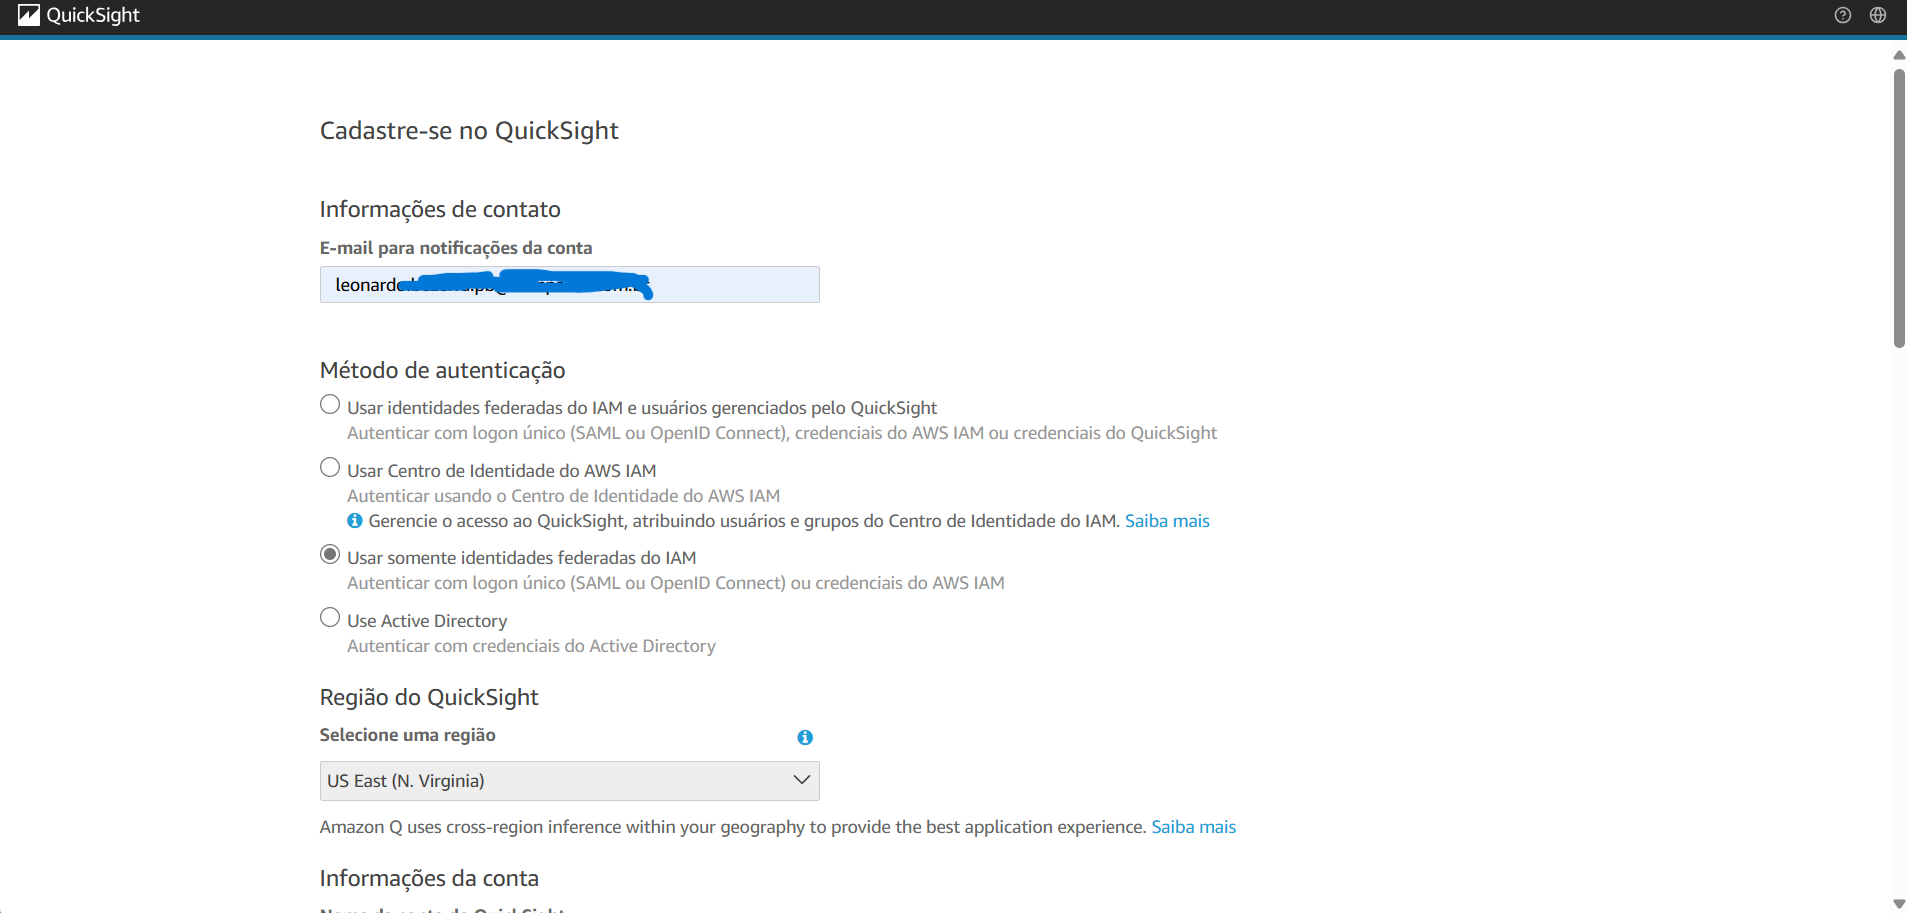 QuickSight
Cadastre-se no QuickSight
Informações de contato
E-mail para notificações da conta
Método de autenticação
Usar identidades federadas do IAM e usuários gerenciados pelo QuickSight
Autenticar com logon único (SAML ou OpenID Connect), credenciais do AWS IAM ou credenciais do QuickSight
Usar Centro de Identidade do AWS IAM
Autenticar usando o Centro de Identidade do AWS IAM
Gerencie o acesso ao QuickSight, atribuindo usuários e grupos do Centro de Identidade do IAM. Saiba mais
Usar somente identidades federadas do IAM
Autenticar com logon único (SAML ou OpenID Connect) ou credenciais do AWS IAM
Use Active Directory
Autenticar com credenciais do Active Directory
Região do QuickSight
Selecione uma região
US East (N. Virginia)
Amazon Q uses cross-region inference within your geography to provide the best application experience. Saiba mais
Informações da conta